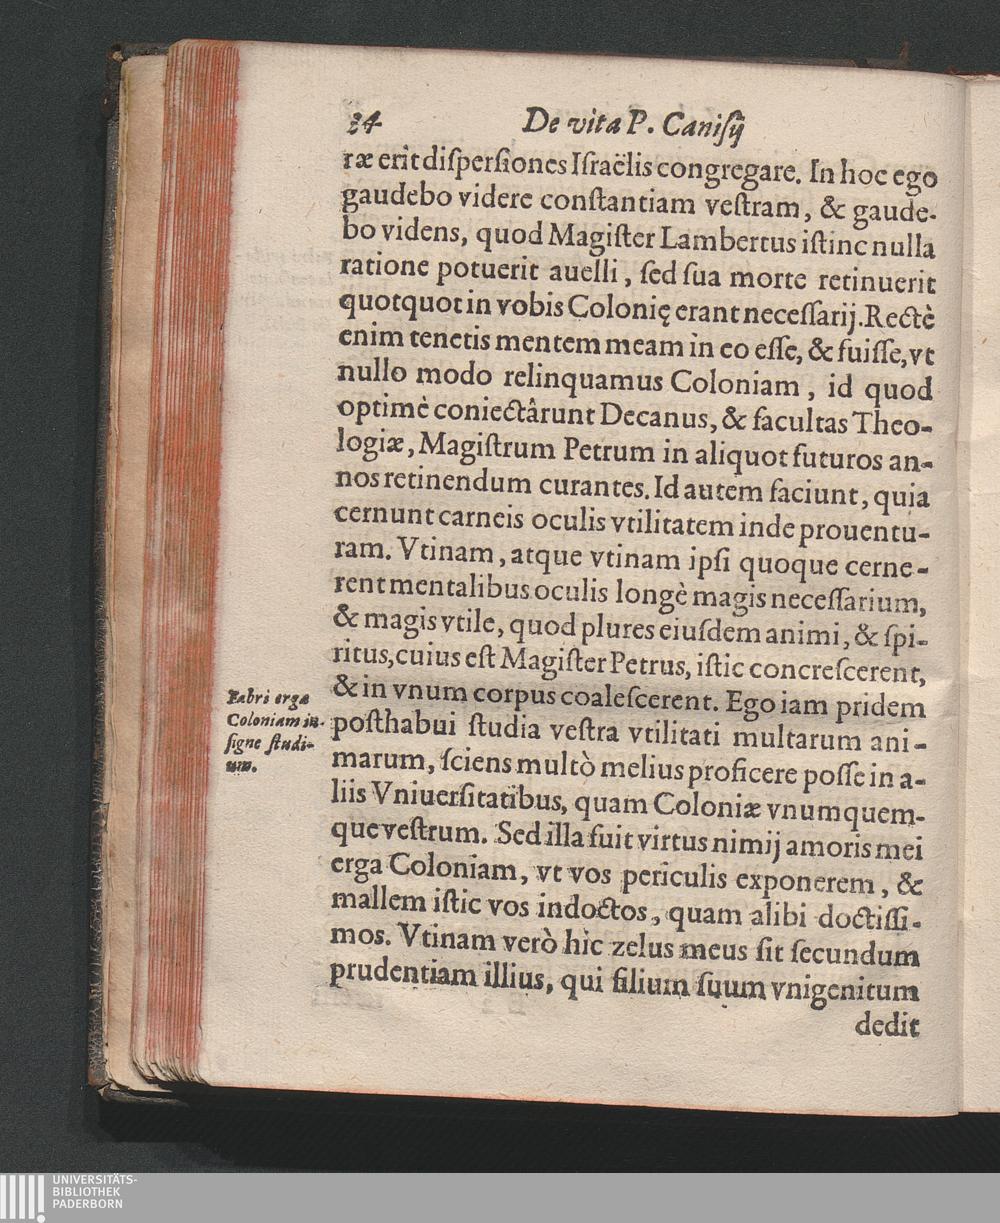 34 De vita P. Canisij
ræ erit diſperſiones Iſraëlis congregare. In hoc ego
gaudebo videre conſtantiam veſtram, & gaude-
bo videns, quod Magiſter Lambertus iſtinc nulla
ratione potuerit auelli, ſed ſua morte retinuerit
quotquot in vobis Colonię erant neceſſarij. Rectè
enim tenetis mentem meam in eo eſſe, & fuiſſe, vt
nullo modo relinquamus Coloniam, id quod
optimè coniectârunt Decanus, & facultas Theo-
logiæ, Magiſtrum Petrum in aliquot futuros an-
nos retinendum curantes. Id autem faciunt, quia
cernunt carneis oculis vtilitatem inde prouentu-
ram. Vtinam, atque vtinam ipſi quoque cerne-
rent mentalibus oculis longè magis neceſſarium,
& magis vtile, quod plures eiuſdem animi, & ſpi-
ritus, cuius eſt Magiſter Petrus, iſtic concreſcerent,
& in vnum corpus coaleſcerent. Ego iam pridem
poſthabui ſtudia veſtra vtilitati multarum ani-
marum, ſciens multò melius proficere poſſe in a-
liis Vniuerſitatibus, quam Coloniæ vnumquem-
que veſtrum. Sed illa fuit virtus nimij amoris mei
erga Coloniam, vt vos periculis exponerem, &
mallem iſtic vos indoctos, quam alibi doctiſſi-
mos. Vtinam verò hic zelus meus ſit ſecundum
prudentiam illius, qui filium ſuum vnigenitum
dedit
Fabri erga
Coloniam in-
ſigne ſtudi-
um.
UNIVERSITÄTS-
BIBLIOTHEK
PADERBORN